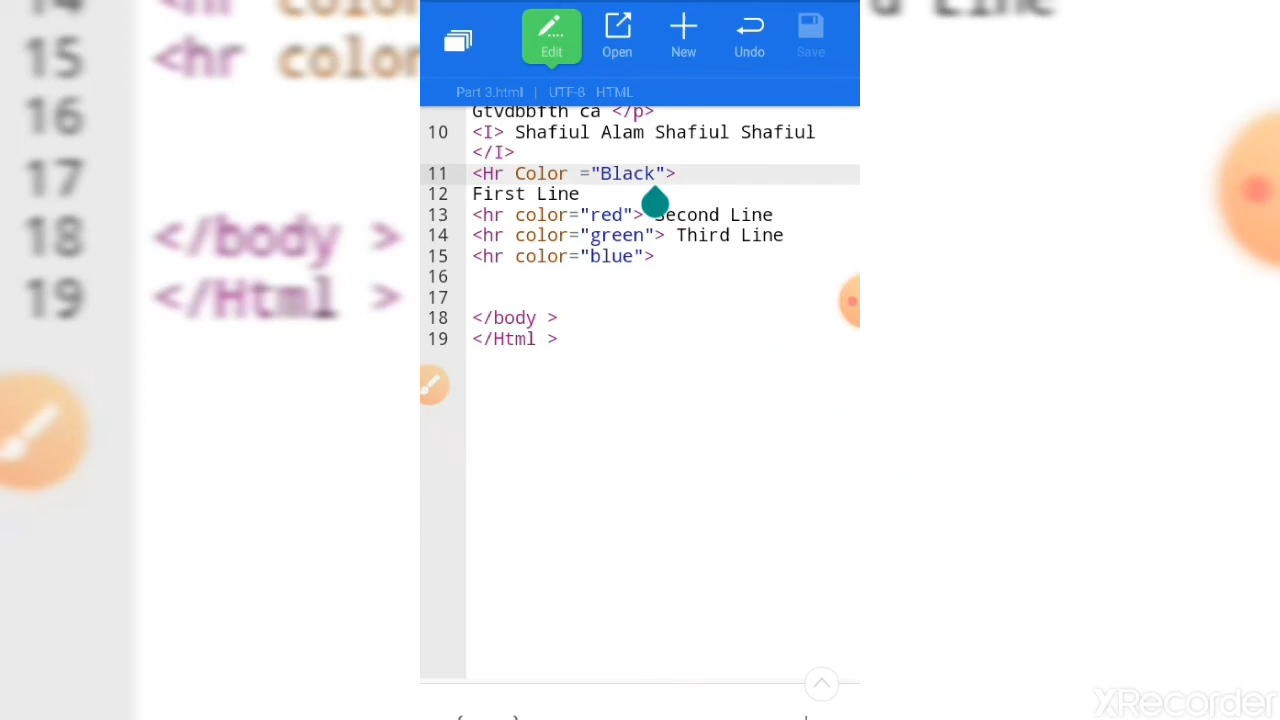 Edit Open New Undo Save
Part 3.html | UTF-8 HTML
Gtvdbbfth ca </p>
10 <I> Shafiul Alam Shafiul Shafiul
</I>
11 <Hr Color ="Black">
12 First Line
13 <hr color="red"> Second Line
14 <hr color="green"> Third Line
15 <hr color="blue">
16
17
18 </body >
19 </Html >
15 <hr color
16
17
18 </body >
19 </Html >
XRecorder